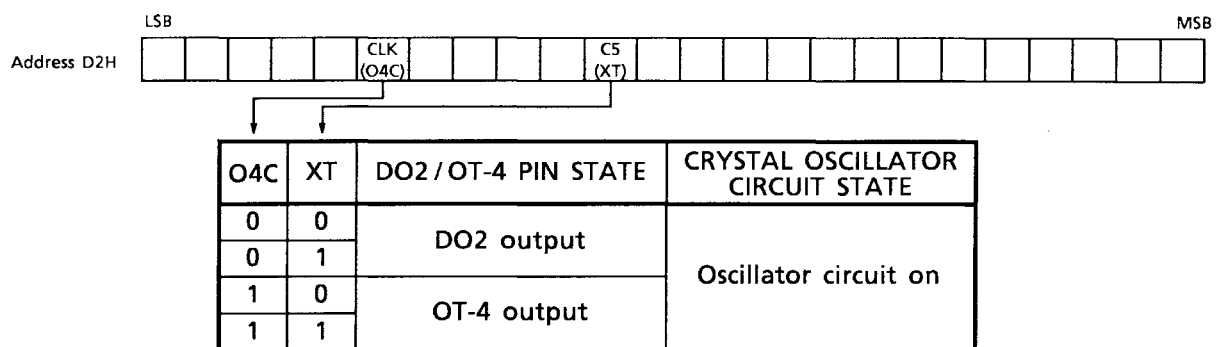 LSB MSB
Address D2H CLK (O4C) C5 (XT)
O4C XT DO2 / OT-4 PIN STATE CRYSTAL OSCILLATOR CIRCUIT STATE
0 0 DO2 output Oscillator circuit on
0 1
1 0 OT-4 output
1 1